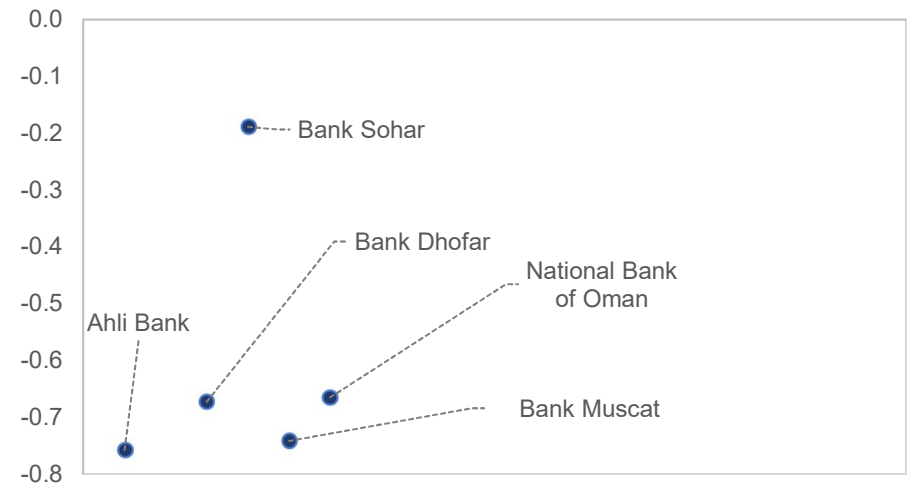 0.0
-0.1
-0.2
-0.3
-0.4
-0.5
-0.6
-0.7
-0.8
Bank Sohar
Bank Dhofar
National Bank
of Oman
Ahli Bank
Bank Muscat